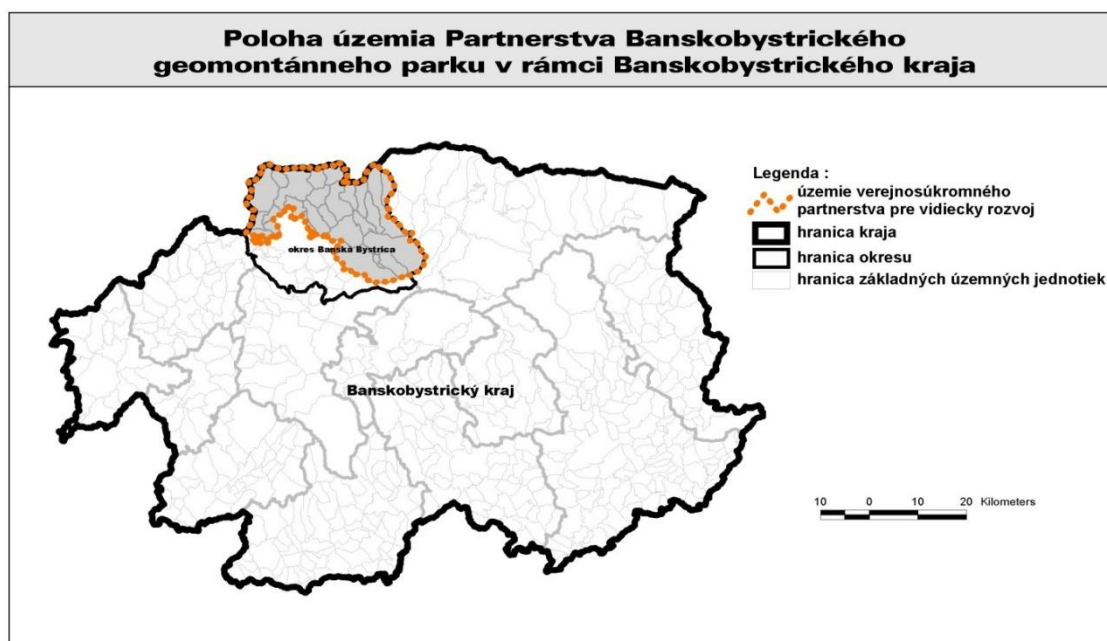 Poloha územia Partnerstva Banskobystrického
geomontánneho parku v rámci Banskobystrického kraja
Legenda :
územie verejnosúkromného
partnerstva pre vidiecky rozvoj
hranica kraja
hranica okresu
hranica základných územných jednotiek
okres Banská Bystrica
Banskobystrický kraj
10 0 10 20 Kilometers